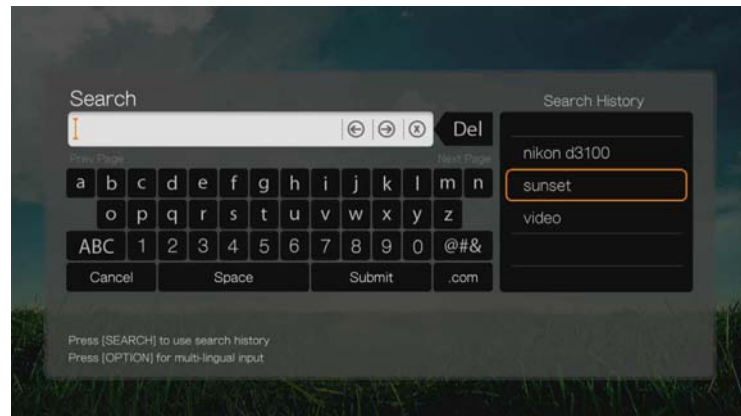 Search
Search History
Del
Prev Page
Next Page
a b c d e f g h i j k l m n
o p q r s t u v w x y z
ABC 1 2 3 4 5 6 7 8 9 0 @#&
Cancel Space Submit .com
nikon d3100
sunset
video
Press [SEARCH] to use search history
Press [OPTION] for multi-lingual input